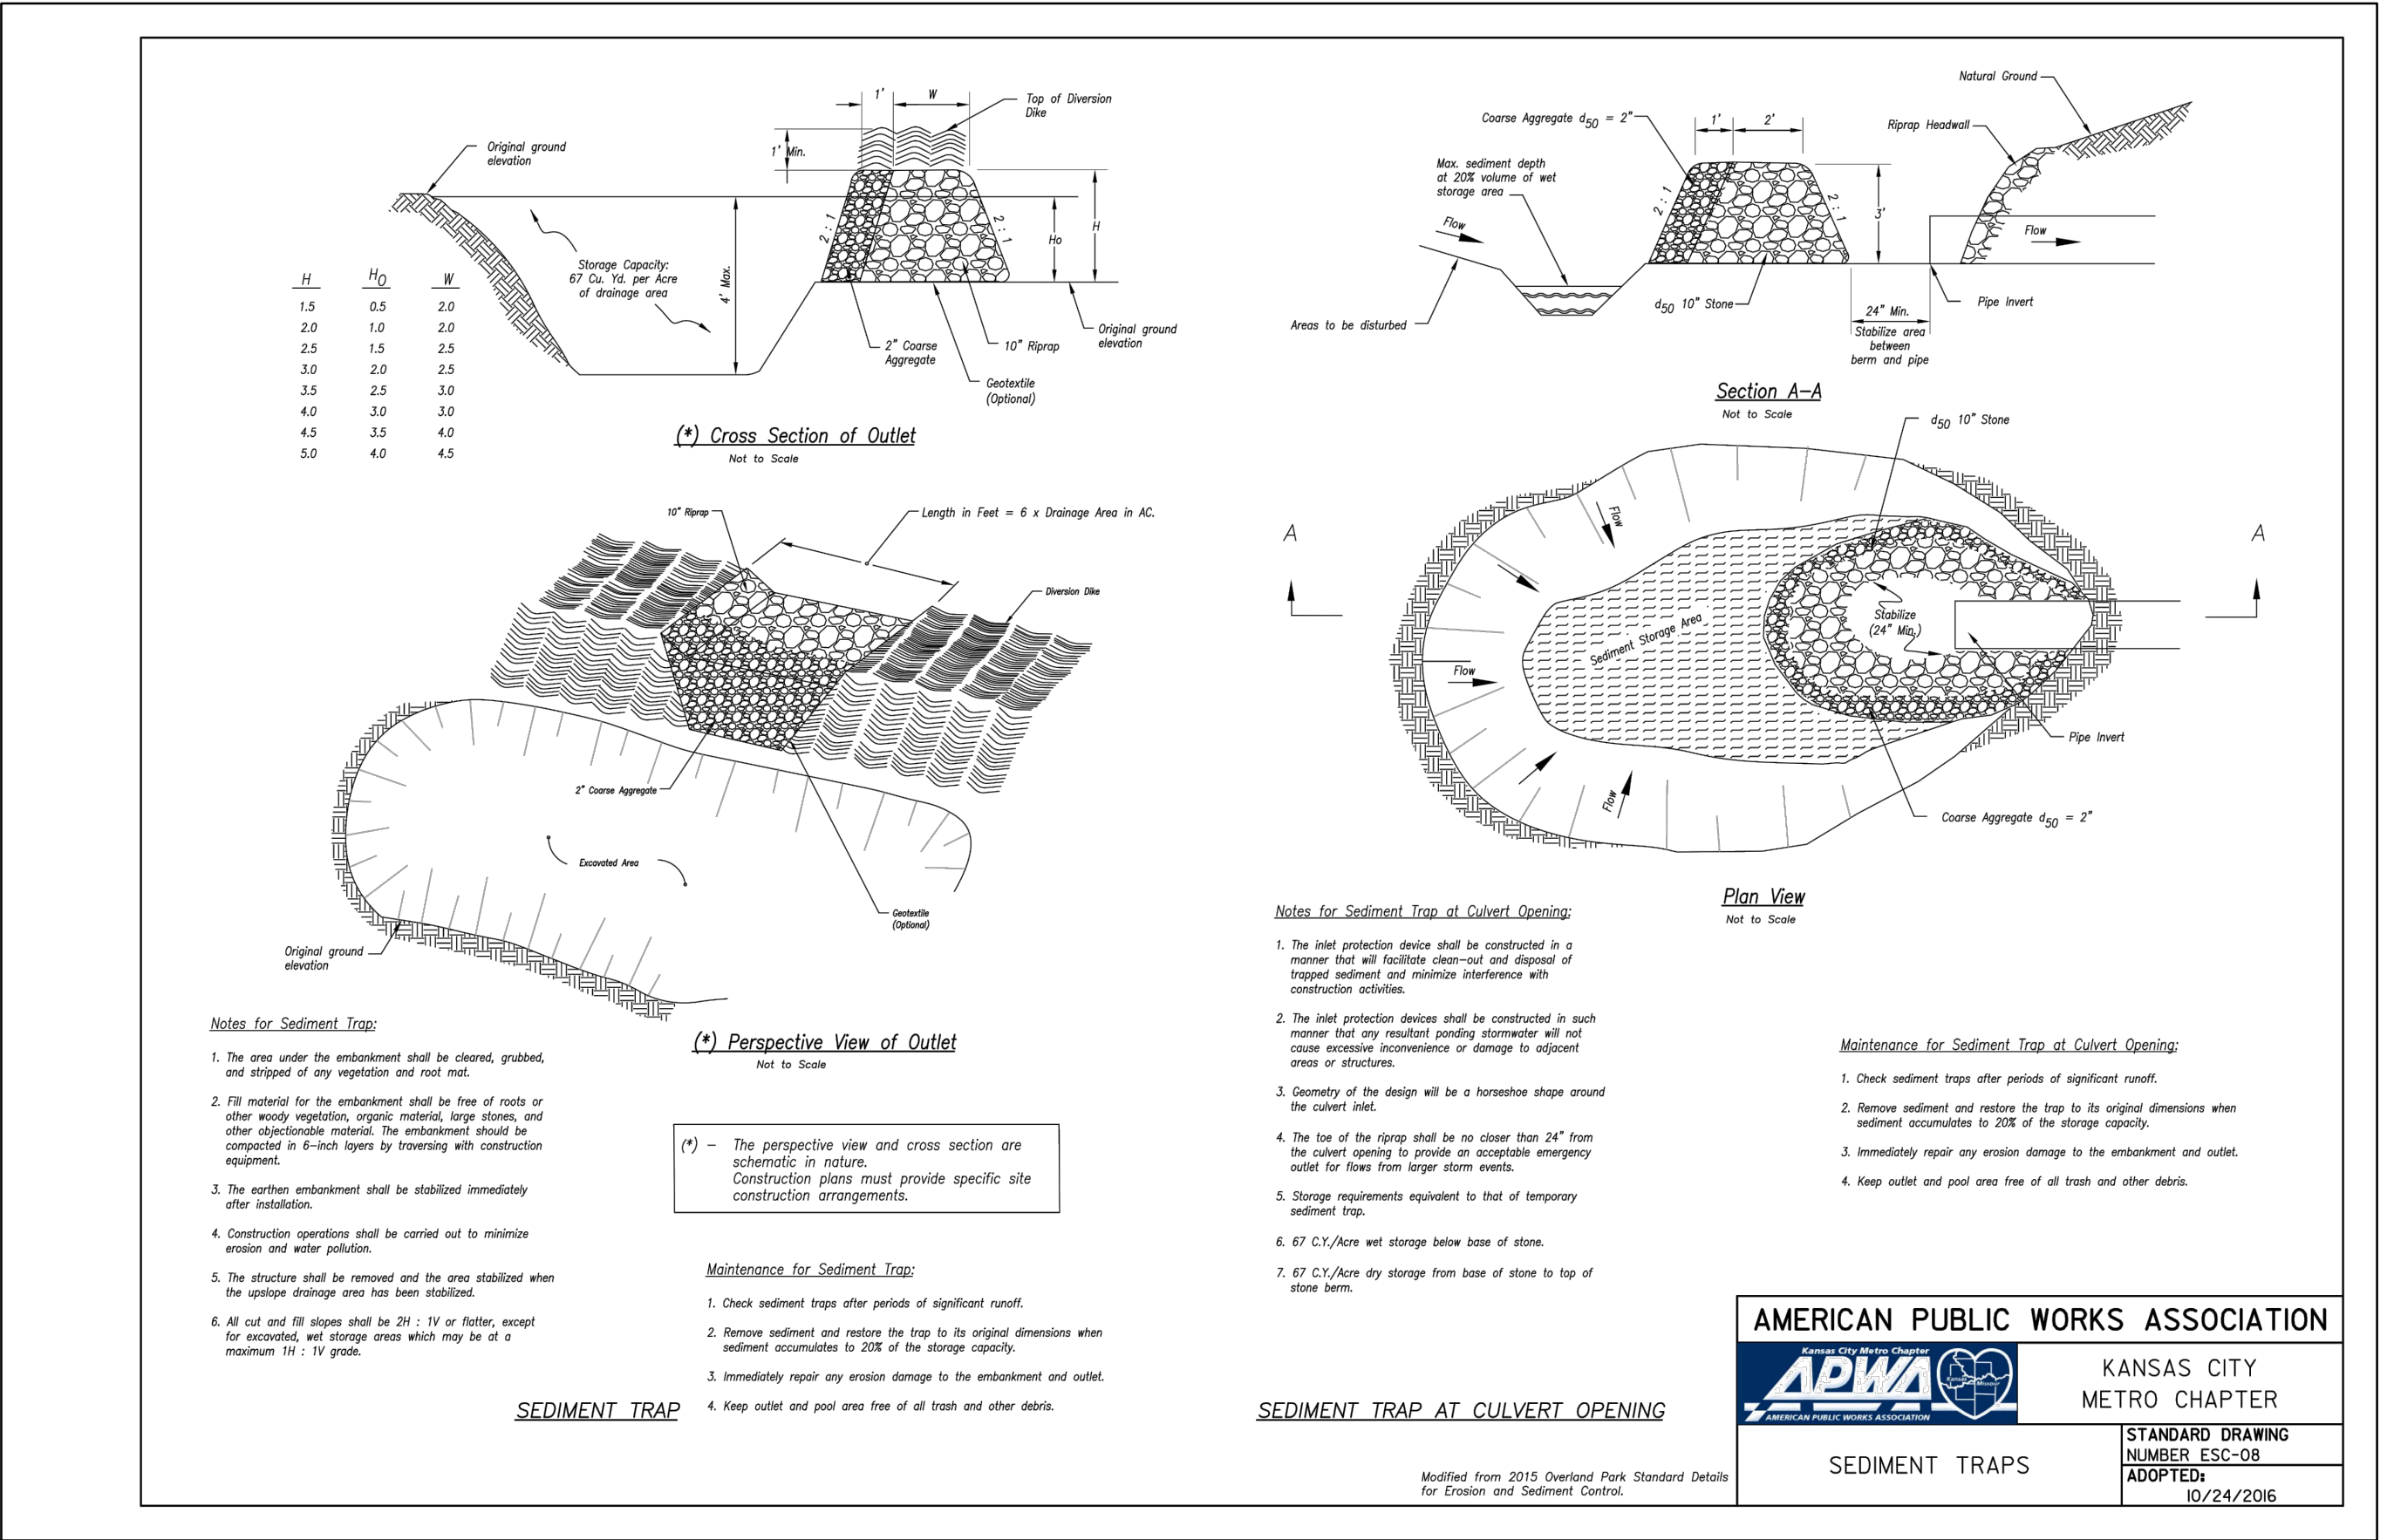 1'
W
Top of Diversion
Dike
1' Min.
Original ground
elevation
2 : 1
2 : 1
Ho
H
4' Max.
Storage Capacity:
67 Cu. Yd. per Acre
of drainage area
H HO W
1.5 0.5 2.0
2.0 1.0 2.0
2.5 1.5 2.5
3.0 2.0 2.5
3.5 2.5 3.0
4.0 3.0 3.0
4.5 3.5 4.0
5.0 4.0 4.5
2" Coarse
Aggregate
10" Riprap
Original ground
elevation
Geotextile
(Optional)
(*) Cross Section of Outlet
Not to Scale
10" Riprap
Length in Feet = 6 x Drainage Area in AC.
Diversion Dike
2" Coarse Aggregate
Excavated Area
Geotextile
(Optional)
Original ground
elevation
(*) Perspective View of Outlet
Not to Scale
Notes for Sediment Trap:
1. The area under the embankment shall be cleared, grubbed,
and stripped of any vegetation and root mat.
2. Fill material for the embankment shall be free of roots or
other woody vegetation, organic material, large stones, and
other objectionable material. The embankment should be
compacted in 6-inch layers by traversing with construction
equipment.
3. The earthen embankment shall be stabilized immediately
after installation.
4. Construction operations shall be carried out to minimize
erosion and water pollution.
5. The structure shall be removed and the area stabilized when
the upslope drainage area has been stabilized.
6. All cut and fill slopes shall be 2H : 1V or flatter, except
for excavated, wet storage areas which may be at a
maximum 1H : 1V grade.
(*) - The perspective view and cross section are
schematic in nature.
Construction plans must provide specific site
construction arrangements.
Maintenance for Sediment Trap:
1. Check sediment traps after periods of significant runoff.
2. Remove sediment and restore the trap to its original dimensions when
sediment accumulates to 20% of the storage capacity.
3. Immediately repair any erosion damage to the embankment and outlet.
4. Keep outlet and pool area free of all trash and other debris.
SEDIMENT TRAP
Natural Ground
Coarse Aggregate d50 = 2"
1'
2'
Riprap Headwall
Max. sediment depth
at 20% volume of wet
storage area
2 : 1
2 : 1
3'
Flow
Flow
d50 10" Stone
Pipe Invert
Areas to be disturbed
24" Min.
Stabilize area
between
berm and pipe
Section A-A
Not to Scale
d50 10" Stone
A
A
Flow
Flow
Flow
Sediment Storage Area
Stabilize
(24" Min.)
Pipe Invert
Coarse Aggregate d50 = 2"
Plan View
Not to Scale
Notes for Sediment Trap at Culvert Opening:
1. The inlet protection device shall be constructed in a
manner that will facilitate clean-out and disposal of
trapped sediment and minimize interference with
construction activities.
2. The inlet protection devices shall be constructed in such
manner that any resultant ponding stormwater will not
cause excessive inconvenience or damage to adjacent
areas or structures.
3. Geometry of the design will be a horseshoe shape around
the culvert inlet.
4. The toe of the riprap shall be no closer than 24" from
the culvert opening to provide an acceptable emergency
outlet for flows from larger storm events.
5. Storage requirements equivalent to that of temporary
sediment trap.
6. 67 C.Y./Acre wet storage below base of stone.
7. 67 C.Y./Acre dry storage from base of stone to top of
stone berm.
Maintenance for Sediment Trap at Culvert Opening:
1. Check sediment traps after periods of significant runoff.
2. Remove sediment and restore the trap to its original dimensions when
sediment accumulates to 20% of the storage capacity.
3. Immediately repair any erosion damage to the embankment and outlet.
4. Keep outlet and pool area free of all trash and other debris.
SEDIMENT TRAP AT CULVERT OPENING
Modified from 2015 Overland Park Standard Details
for Erosion and Sediment Control.
AMERICAN PUBLIC WORKS ASSOCIATION
Kansas City Metro Chapter
APWA
Kansas Missouri
AMERICAN PUBLIC WORKS ASSOCIATION
KANSAS CITY
METRO CHAPTER
SEDIMENT TRAPS
STANDARD DRAWING
NUMBER ESC-08
ADOPTED:
10/24/2016